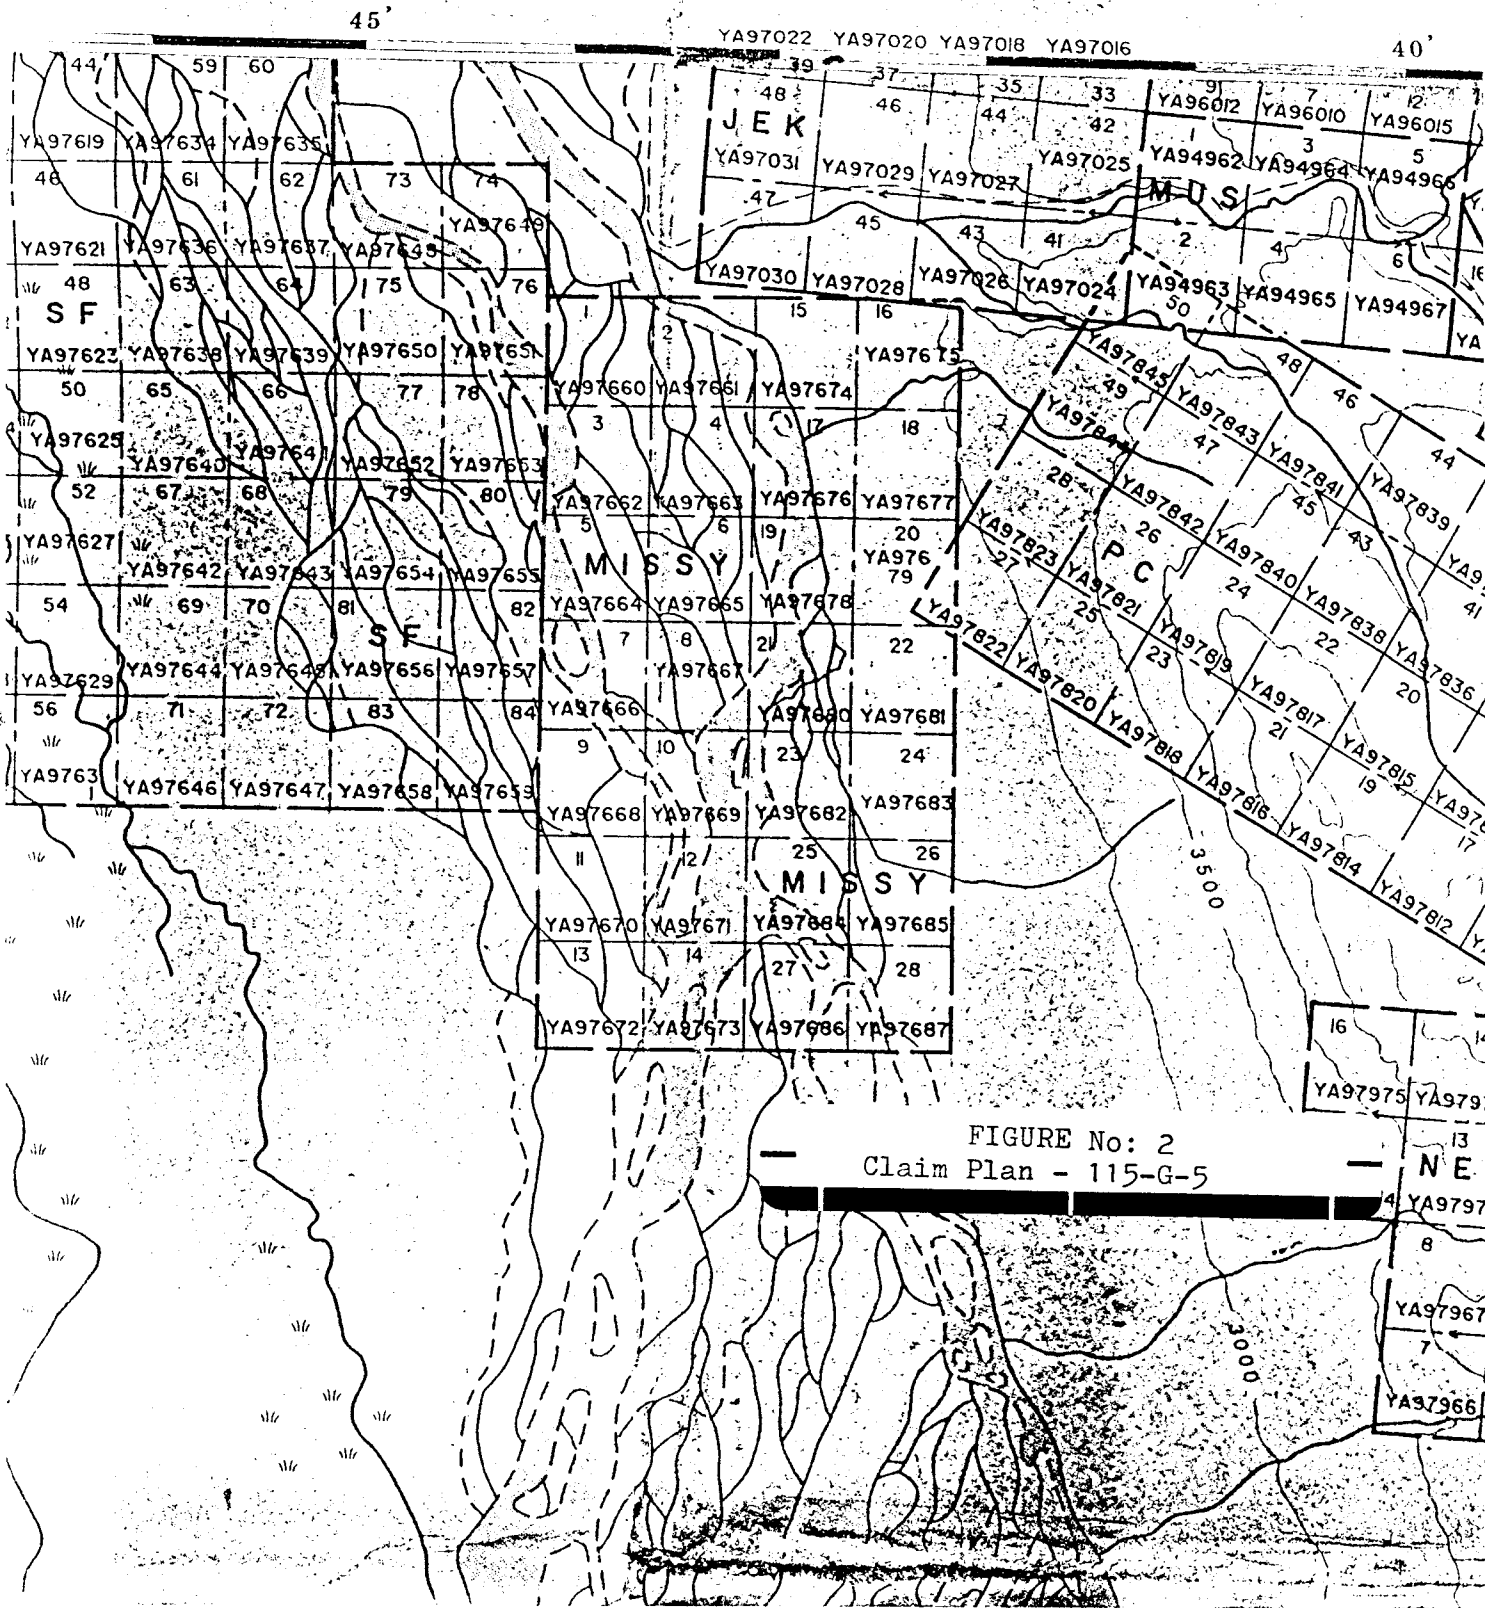 45' 40'
YA97022 YA97020 YA97018 YA97016
44 59 60 39 37 35 33 9 7 12
48 46 44 42 YA96012 YA96010 YA96015
JEK 1 3 5
YA97619 YA97634 YA97635 YA97031 YA97029 YA97027 YA97025 YA94962 YA94964 YA94966
46 61 62 73 74 47 45 43 41 MUS 2 4 6 16
YA97621 YA97636 YA97637 YA97648 YA97649
YA97030 YA97028 YA97026 YA97024 YA94963 YA94965 YA94967
48 63 64 75 76 1 2 15 16 50 48 46 44
SF
YA97623 YA97638 YA97639 YA97650 YA97651
YA97660 YA97661 YA97674 YA97675
50 65 66 77 78 3 4 17 18
YA97845 YA97843 YA97841 YA97839
49 47 45 43 41
YA97625 YA97640 YA97641 YA97652 YA97653
52 67 68 79 80
YA97662 YA97663 YA97676 YA97677
5 6 19 20
28 26 24 22 20
YA97842 YA97840 YA97838 YA97836
PC
YA97627 YA97642 YA97643 YA97654 YA97655
MISSY
YA976
79
YA97664 YA97665 YA97678
54 69 70 81 82 7 8 21 22
SF
YA97823 YA97821 YA97819 YA97817 YA97815
27 25 23 21 19 17
YA97629 YA97644 YA97645 YA97656 YA97657
YA97666 YA97667 YA97680 YA97681
56 71 72 83 84 9 10 23 24
YA97822 YA97820 YA97818 YA97816 YA97814 YA97812
YA9763 YA97646 YA97647 YA97658 YA97659
YA97668 YA97669 YA97682 YA97683
11 12 25 26
MISSY
3500
YA97670 YA97671 YA97684 YA97685
13 14 27 28
YA97672 YA97673 YA97686 YA97687
16 14
YA97975 YA979
13
NE
FIGURE No: 2
Claim Plan - 115-G-5
YA9797
8
YA97967
7
3000
YA97966